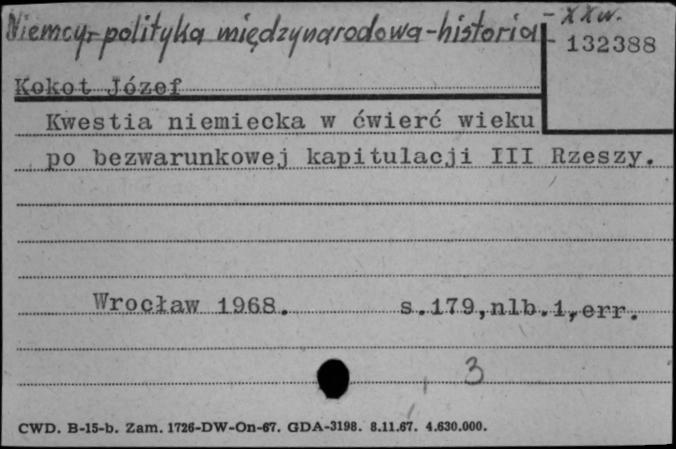 Niemcy-polityka międzynarodowa-historia - XX w.
132388
Kokot Józef
Kwestia niemiecka w ćwierć wieku
po bezwarunkowej kapitulacji III Rzeszy.
Wrocław 1968. s.179,nlb.1,err.
3
CWD. B-15-b. Zam. 1726-DW-On-67. GDA-3198. 8.11.67. 4.630.000.